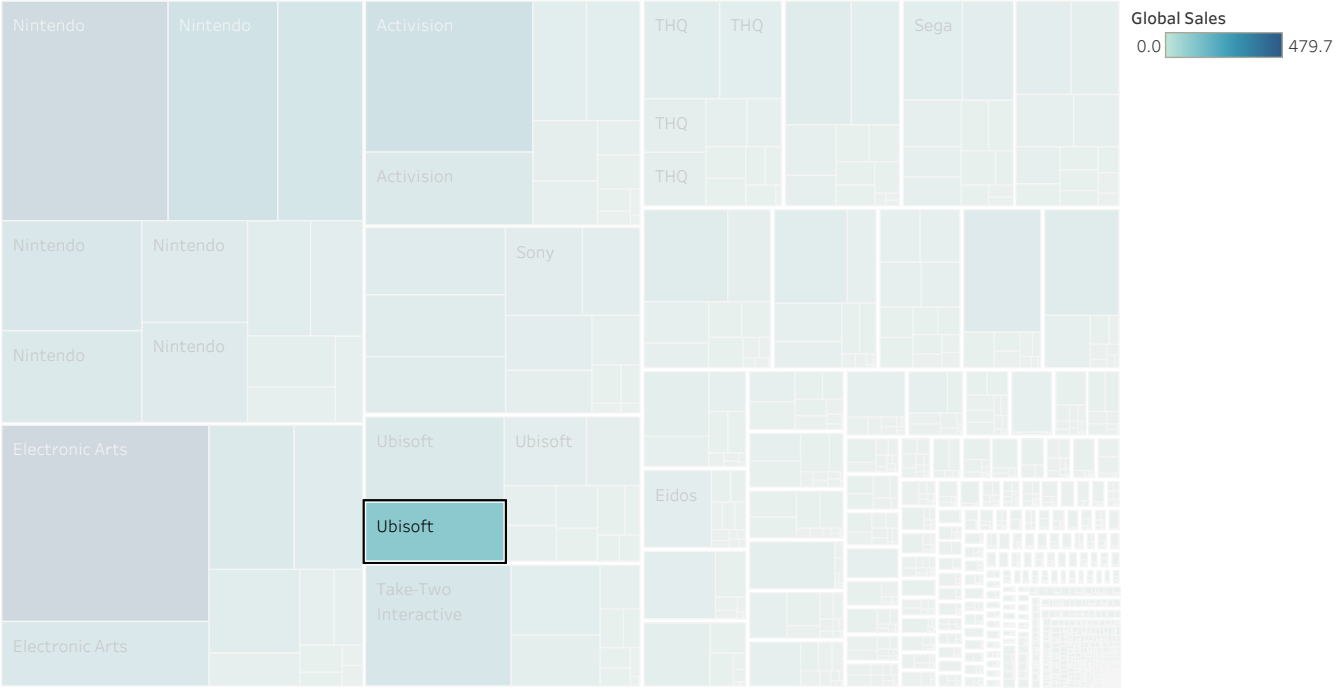 Nintendo
Nintendo
Activision
THQ
THQ
Sega
Global Sales
0.0
479.7
THQ
Activision
THQ
Nintendo
Nintendo
Sony
Nintendo
Nintendo
Electronic Arts
Ubisoft
Ubisoft
Eidos
Ubisoft
Take-Two
Interactive
Electronic Arts